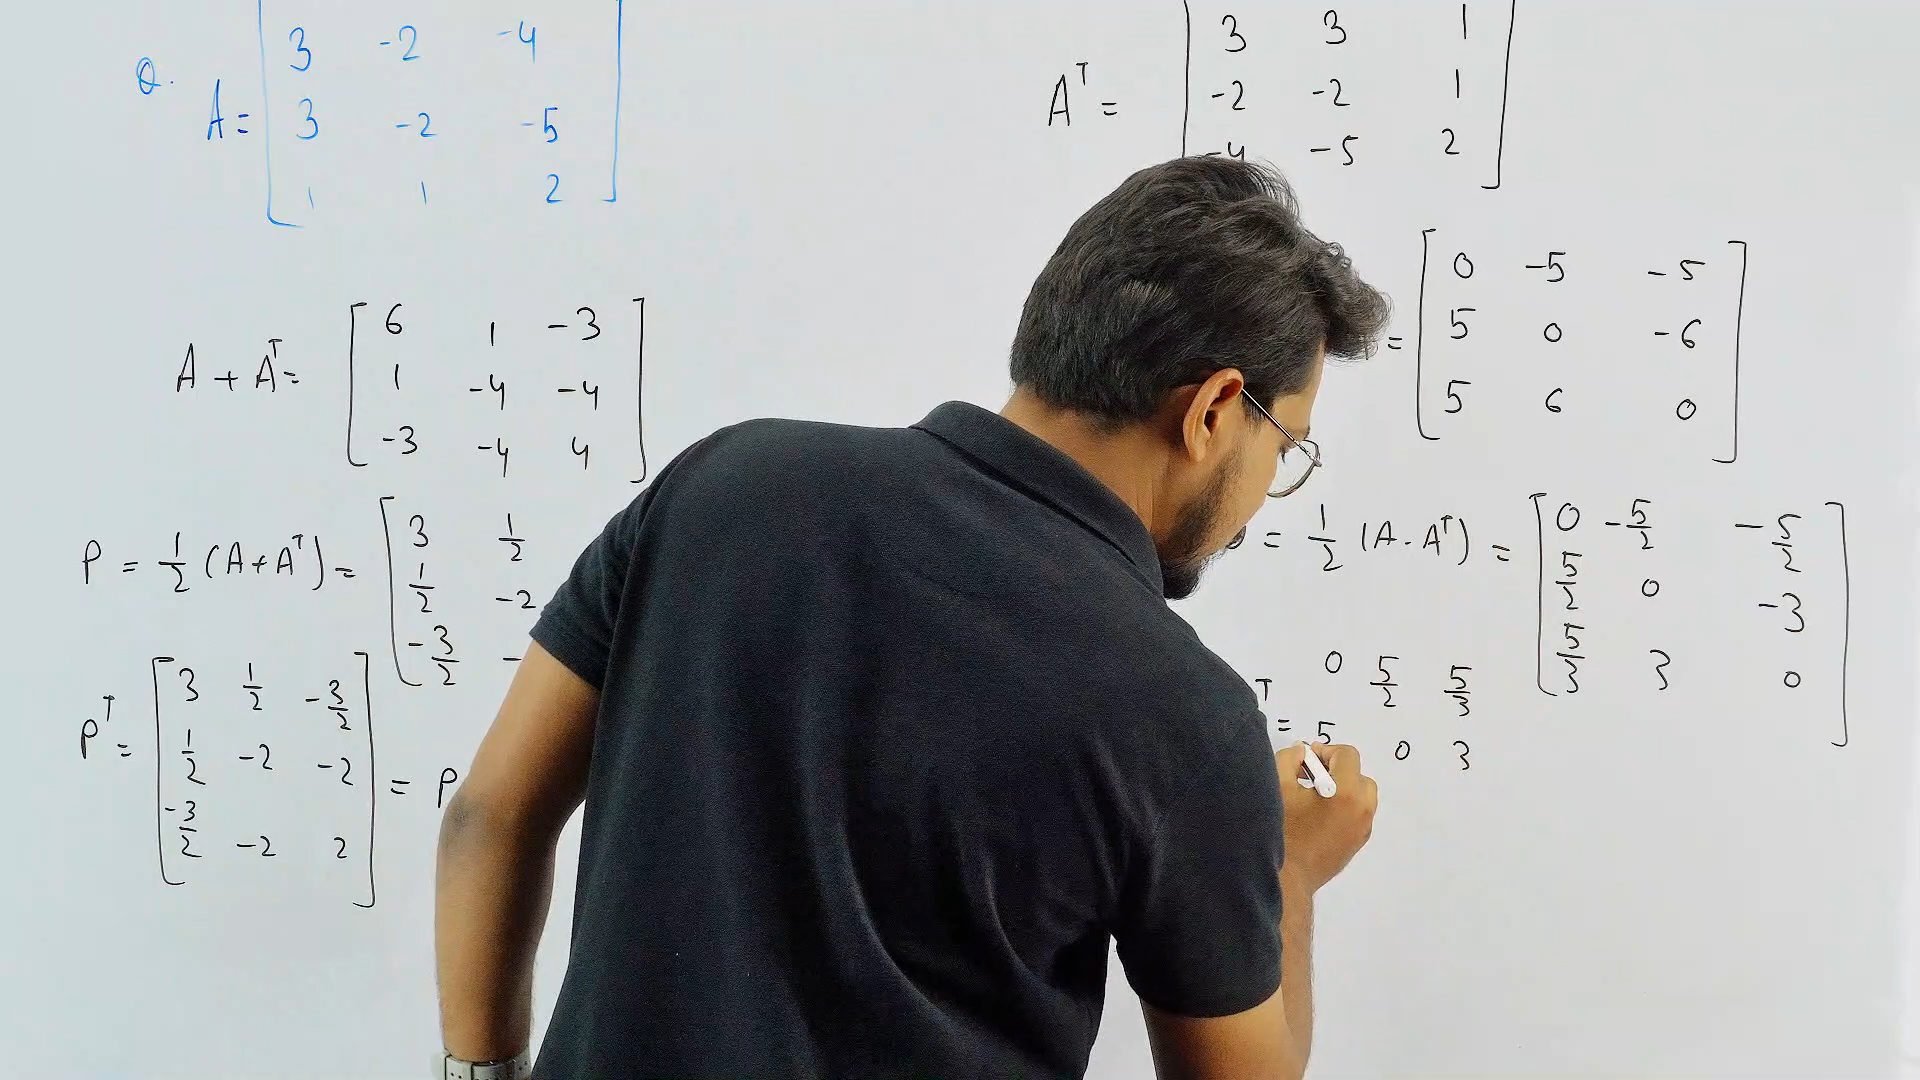 Q. A = [ 3 -2 -4
3 -2 -5
1 1 2 ]
Aᵀ = [ 3 3 1
-2 -2 1
-4 -5 2 ]
A + Aᵀ = [ 6 1 -3
1 -4 -4
-3 -4 4 ]
= [ 0 -5 -5
5 0 -6
5 6 0 ]
P = 1/2 (A+Aᵀ) = [ 3 1/2
1/2 -2
-3/2 -
Pᵀ = [ 3 1/2 -3/2
1/2 -2 -2
-3/2 -2 2 ] = P
= 1/2 (A - Aᵀ) = [ 0 -5/2 -5/2
5/2 0 -3
5/3 3 0 ]
T = 0 5/2 5/3
5 0 3